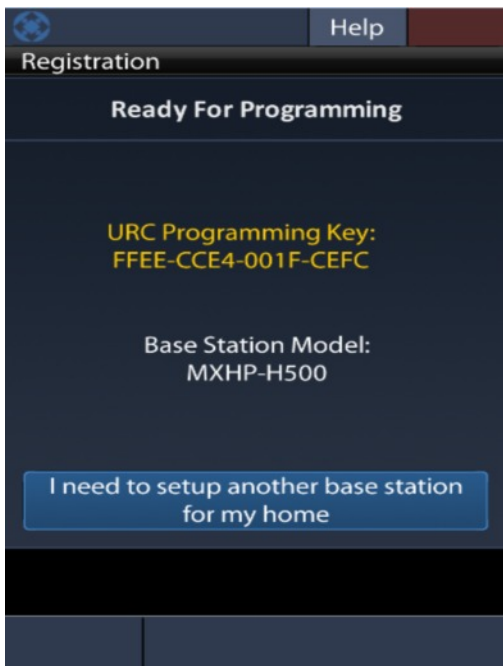 Help
Registration
Ready For Programming
URC Programming Key:
FFEE-CCE4-001F-CEFC
Base Station Model:
MXHP-H500
I need to setup another base station
for my home